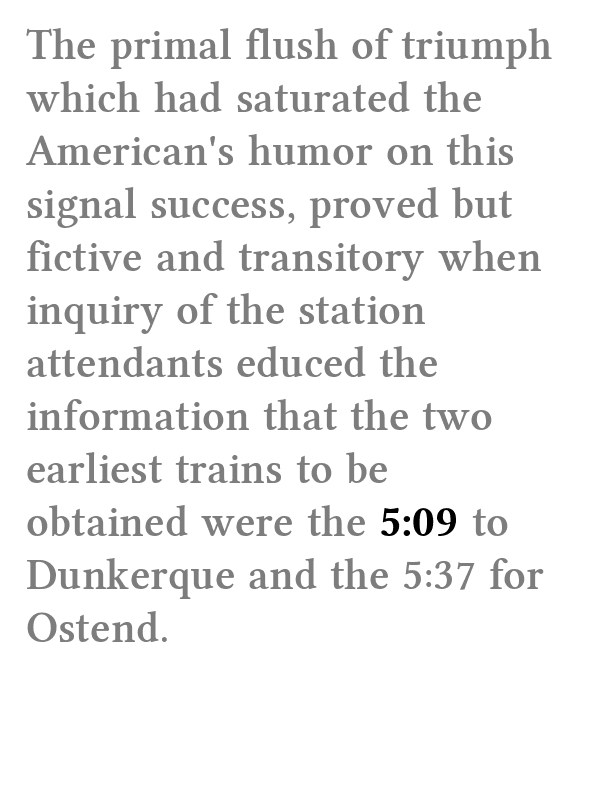 The primal flush of triumph
which had saturated the
American's humor on this
signal success, proved but
fictive and transitory when
inquiry of the station
attendants educed the
information that the two
earliest trains to be
obtained were the 5:09 to
Dunkerque and the 5:37 for
Ostend.